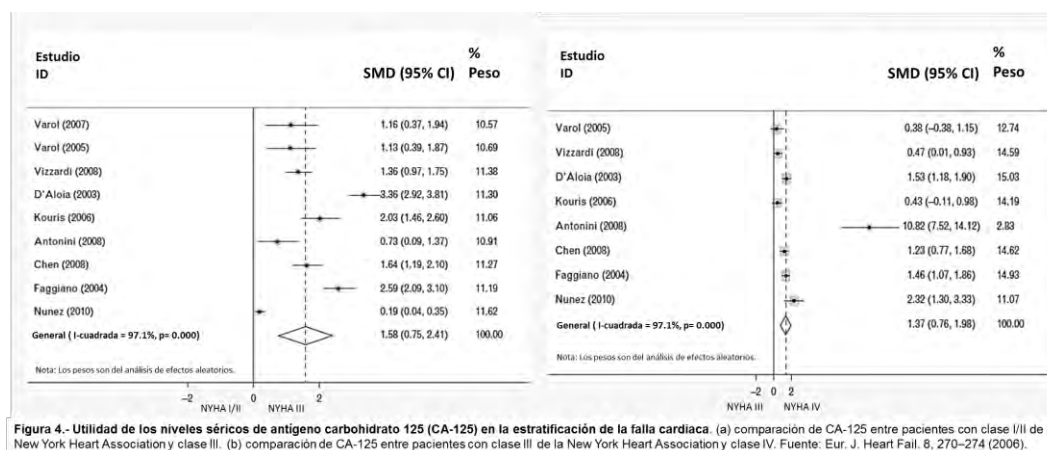 Estudio
ID
SMD (95% CI)
%
Peso
Varol (2007) 1.16 (0.37, 1.94) 10.57
Varol (2005) 1.13 (0.39, 1.87) 10.69
Vizzardi (2008) 1.36 (0.97, 1.75) 11.38
D'Aloia (2003) 3.36 (2.92, 3.81) 11.30
Kouris (2006) 2.03 (1.46, 2.60) 11.06
Antonini (2008) 0.73 (0.09, 1.37) 10.91
Chen (2008) 1.64 (1.19, 2.10) 11.27
Faggiano (2004) 2.59 (2.09, 3.10) 11.19
Nunez (2010) 0.19 (0.04, 0.35) 11.62
General ( I-cuadrada = 97.1%, p= 0.000) 1.58 (0.75, 2.41) 100.00
Nota: Los pesos son del análisis de efectos aleatorios.
−2 0 2
NYHA I/II NYHA III
Estudio
ID
SMD (95% CI)
%
Peso
Varol (2005) 0.38 (−0.38, 1.15) 12.74
Vizzardi (2008) 0.47 (0.01, 0.93) 14.59
D'Aloia (2003) 1.53 (1.18, 1.90) 15.03
Kouris (2006) 0.43 (−0.11, 0.98) 14.19
Antonini (2008) 10.82 (7.52, 14.12) 2.83
Chen (2008) 1.23 (0.77, 1.68) 14.62
Faggiano (2004) 1.46 (1.07, 1.86) 14.93
Nunez (2010) 2.32 (1.30, 3.33) 11.07
General ( I-cuadrada = 97.1%, p= 0.000) 1.37 (0.76, 1.98) 100.00
Nota: Los pesos son del análisis de efectos aleatorios.
−2 0 2
NYHA III NYHA IV
Figura 4.- Utilidad de los niveles séricos de antígeno carbohidrato 125 (CA-125) en la estratificación de la falla cardiaca. (a) comparación de CA-125 entre pacientes con clase I/II de
New York Heart Association y clase III. (b) comparación de CA-125 entre pacientes con clase III de la New York Heart Association y clase IV. Fuente: Eur. J. Heart Fail. 8, 270–274 (2006).